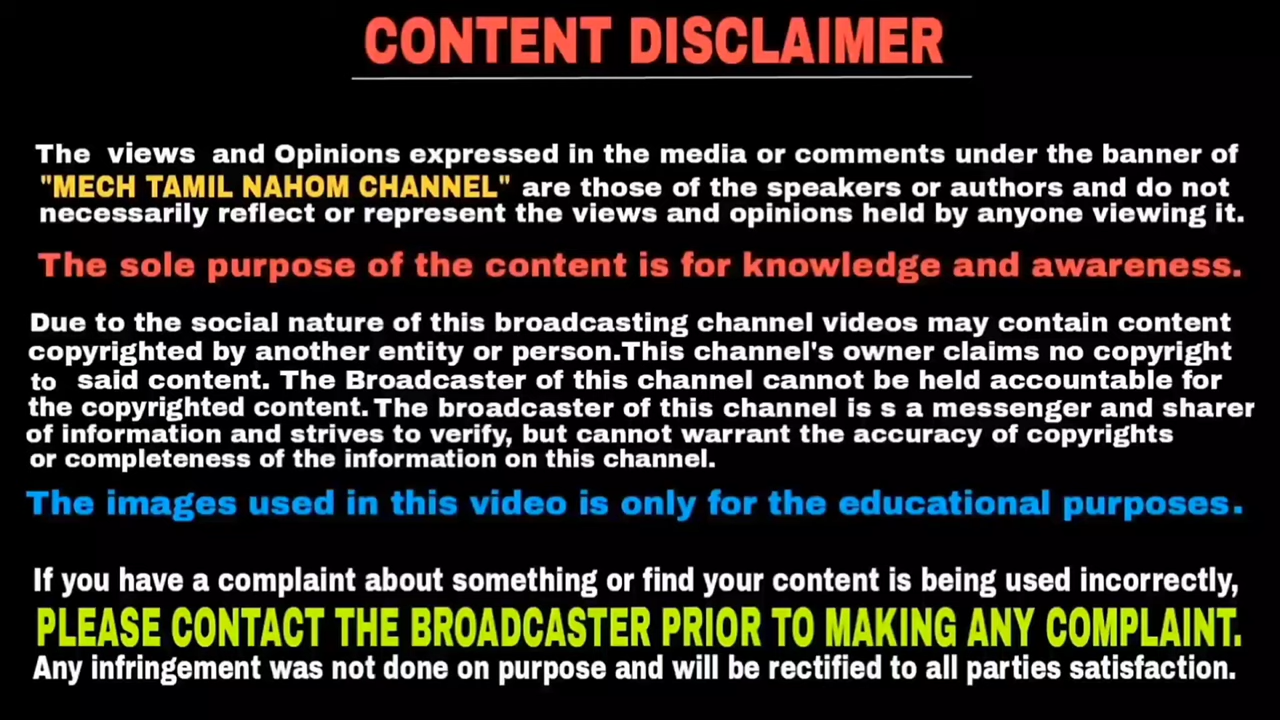 CONTENT DISCLAIMER
The views and Opinions expressed in the media or comments under the banner of
"MECH TAMIL NAHOM CHANNEL" are those of the speakers or authors and do not
necessarily reflect or represent the views and opinions held by anyone viewing it.
The sole purpose of the content is for knowledge and awareness.
Due to the social nature of this broadcasting channel videos may contain content
copyrighted by another entity or person.This channel's owner claims no copyright
to said content. The Broadcaster of this channel cannot be held accountable for
the copyrighted content. The broadcaster of this channel is s a messenger and sharer
of information and strives to verify, but cannot warrant the accuracy of copyrights
or completeness of the information on this channel.
The images used in this video is only for the educational purposes.
If you have a complaint about something or find your content is being used incorrectly,
PLEASE CONTACT THE BROADCASTER PRIOR TO MAKING ANY COMPLAINT.
Any infringement was not done on purpose and will be rectified to all parties satisfaction.